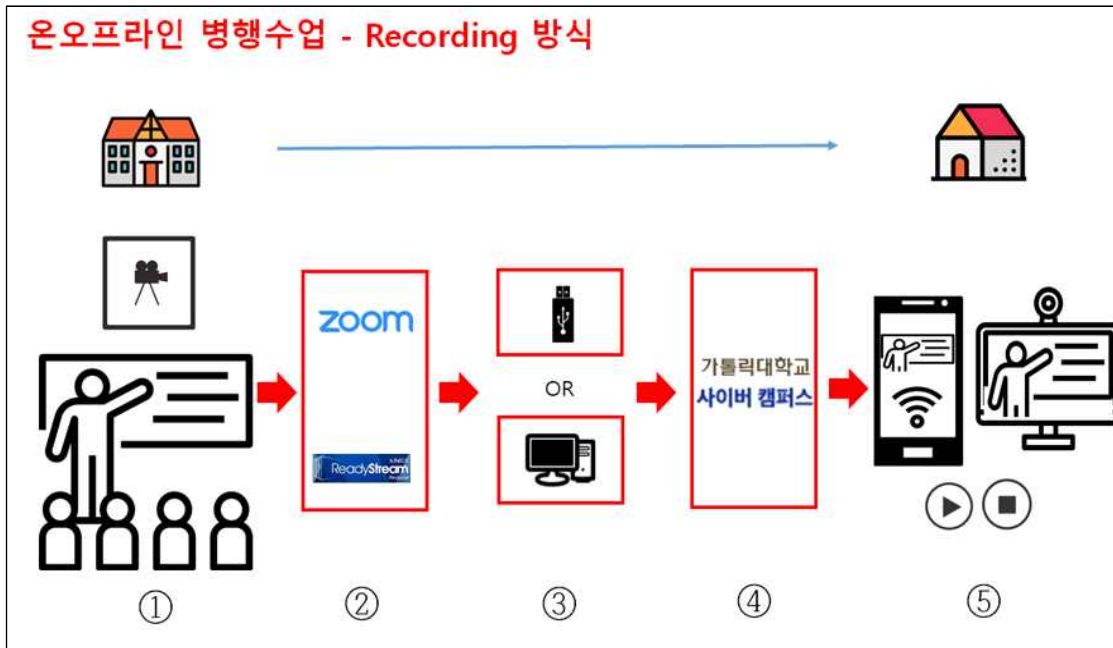 온오프라인 병행수업 - Recording 방식
zoom
OR
가톨릭대학교
사이버 캠퍼스
ReadyStream
① ② ③ ④ ⑤